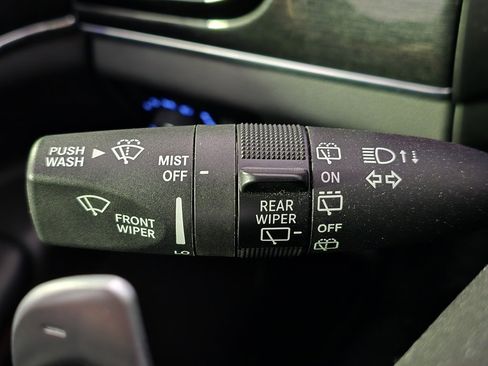 PUSH
WASH
MIST
OFF
FRONT
WIPER
LO
REAR
WIPER
ON
OFF